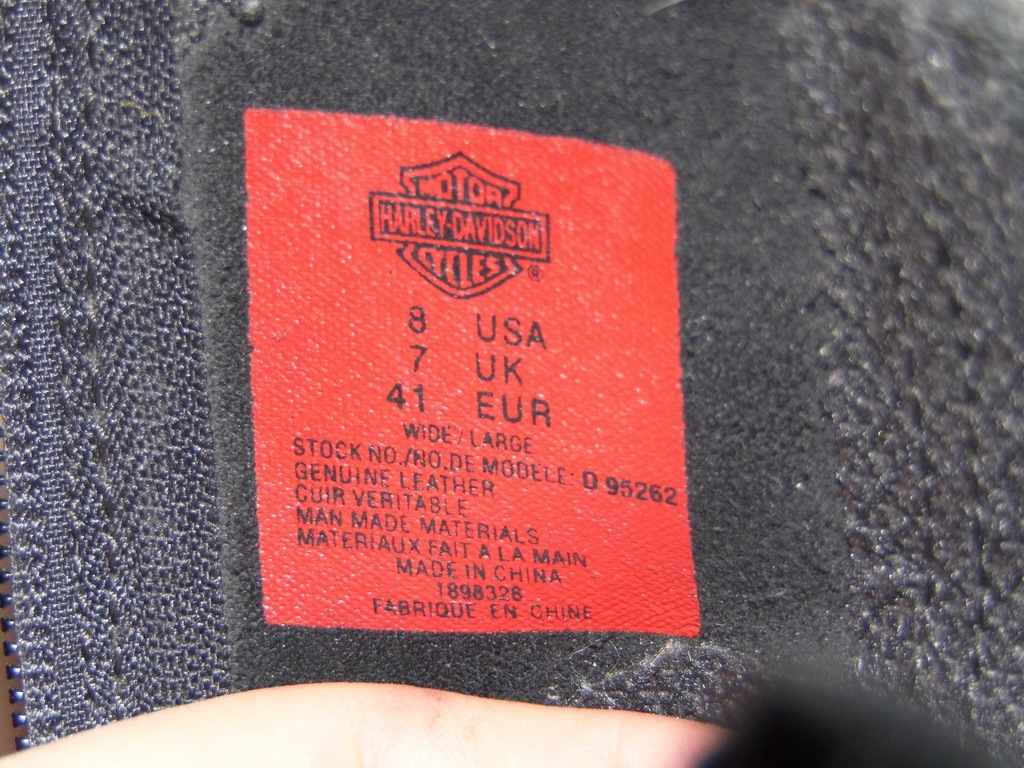 MOTOR
HARLEY-DAVIDSON
CYCLES ®
8 USA
7 UK
41 EUR
WIDE / LARGE
STOCK NO./NO.DE MODELE: D 95262
GENUINE LEATHER
CUIR VERITABLE
MAN MADE MATERIALS
MATERIAUX FAIT A LA MAIN
MADE IN CHINA
1898328
FABRIQUE EN CHINE